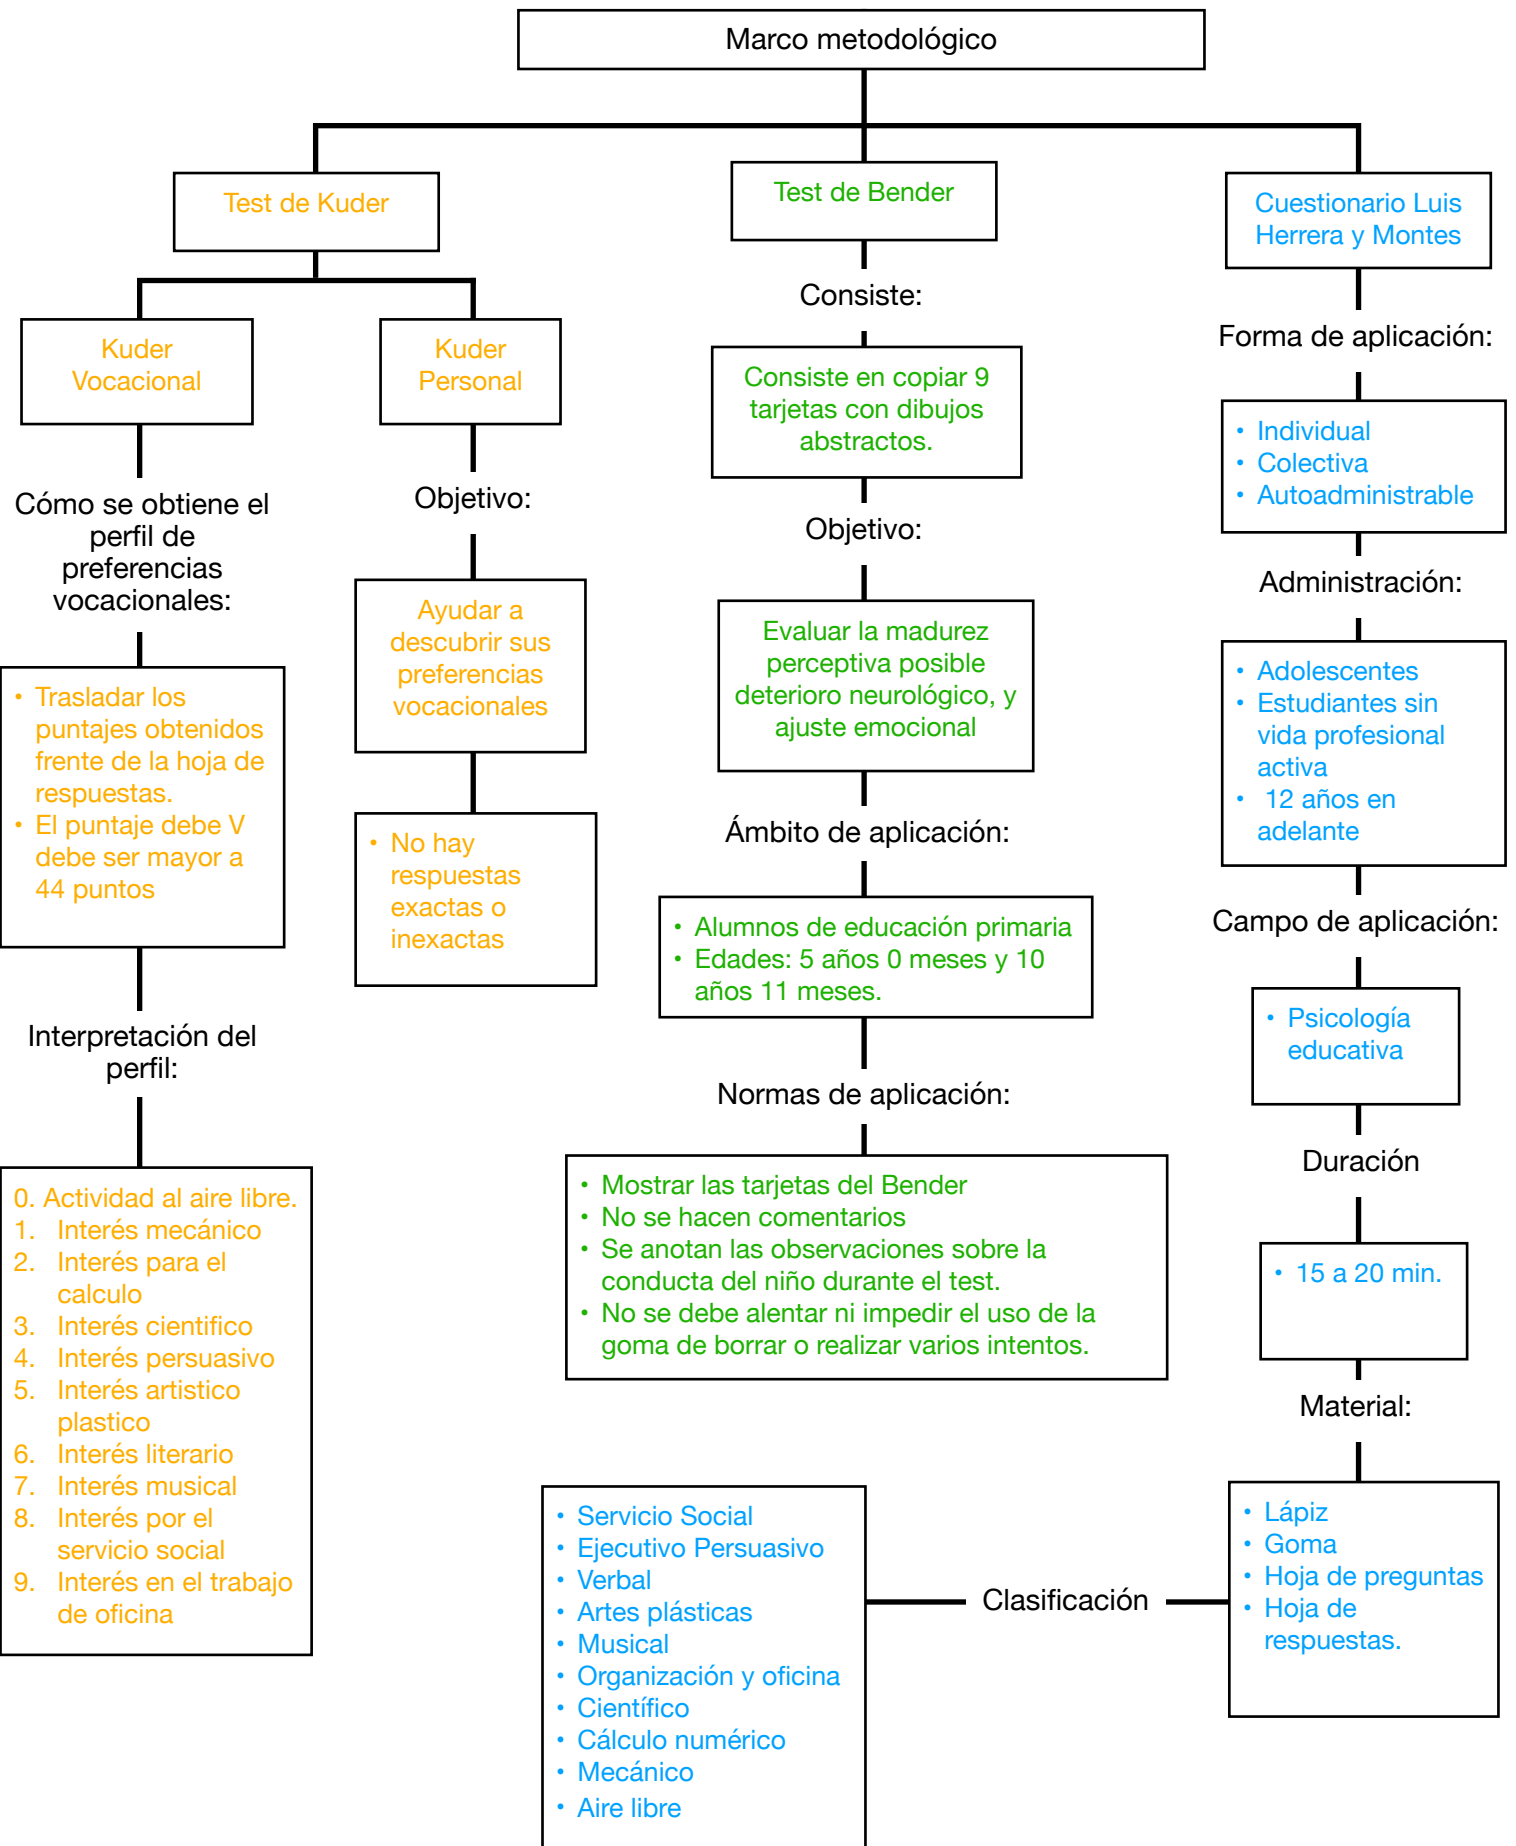 Marco metodológico
Test de Kuder
Kuder
Vocacional
Cómo se obtiene el
perfil de
preferencias
vocacionales:
• Trasladar los
puntajes obtenidos
frente de la hoja de
respuestas.
• El puntaje debe V
debe ser mayor a
44 puntos
Interpretación del
perfil:
0. Actividad al aire libre.
1. Interés mecánico
2. Interés para el
calculo
3. Interés cientifico
4. Interés persuasivo
5. Interés artistico
plastico
6. Interés literario
7. Interés musical
8. Interés por el
servicio social
9. Interés en el trabajo
de oficina
Kuder
Personal
Objetivo:
Ayudar a
descubrir sus
preferencias
vocacionales
• No hay
respuestas
exactas o
inexactas
Test de Bender
Consiste:
Consiste en copiar 9
tarjetas con dibujos
abstractos.
Objetivo:
Evaluar la madurez
perceptiva posible
deterioro neurológico, y
ajuste emocional
Ámbito de aplicación:
• Alumnos de educación primaria
• Edades: 5 años 0 meses y 10
años 11 meses.
Normas de aplicación:
• Mostrar las tarjetas del Bender
• No se hacen comentarios
• Se anotan las observaciones sobre la
conducta del niño durante el test.
• No se debe alentar ni impedir el uso de la
goma de borrar o realizar varios intentos.
Cuestionario Luis
Herrera y Montes
Forma de aplicación:
• Individual
• Colectiva
• Autoadministrable
Administración:
• Adolescentes
• Estudiantes sin
vida profesional
activa
• 12 años en
adelante
Campo de aplicación:
• Psicología
educativa
Duración
• 15 a 20 min.
Material:
• Lápiz
• Goma
• Hoja de preguntas
• Hoja de
respuestas.
Clasificación
• Servicio Social
• Ejecutivo Persuasivo
• Verbal
• Artes plásticas
• Musical
• Organización y oficina
• Científico
• Cálculo numérico
• Mecánico
• Aire libre